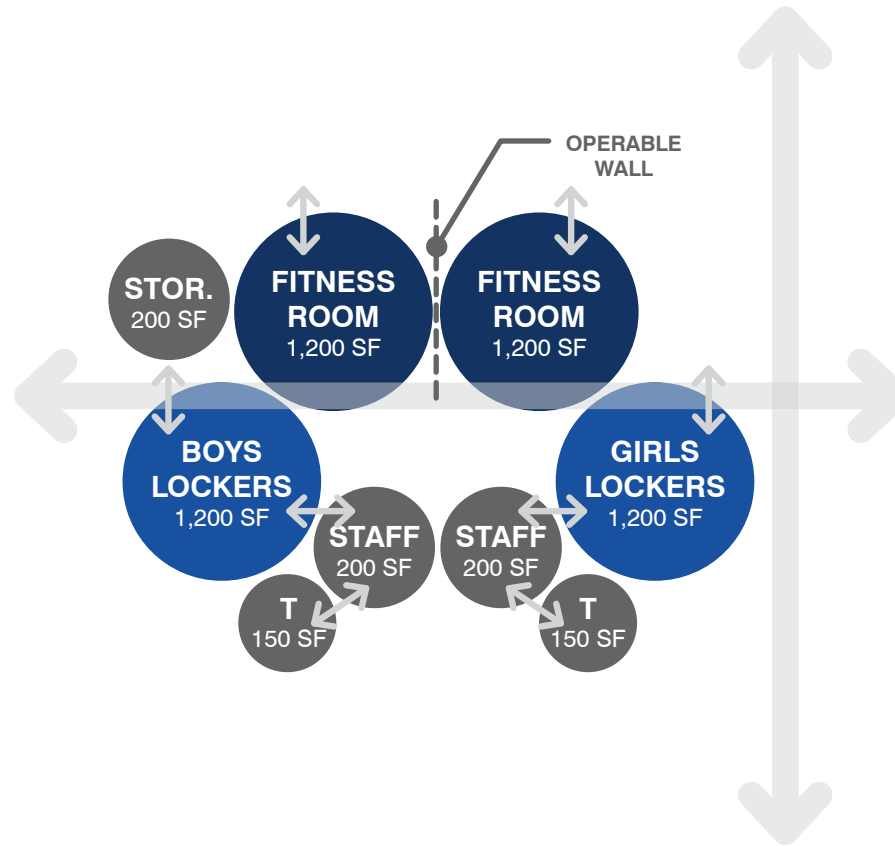 OPERABLE
WALL
STOR.
200 SF
FITNESS
ROOM
1,200 SF
FITNESS
ROOM
1,200 SF
BOYS
LOCKERS
1,200 SF
GIRLS
LOCKERS
1,200 SF
STAFF
200 SF
STAFF
200 SF
T
150 SF
T
150 SF